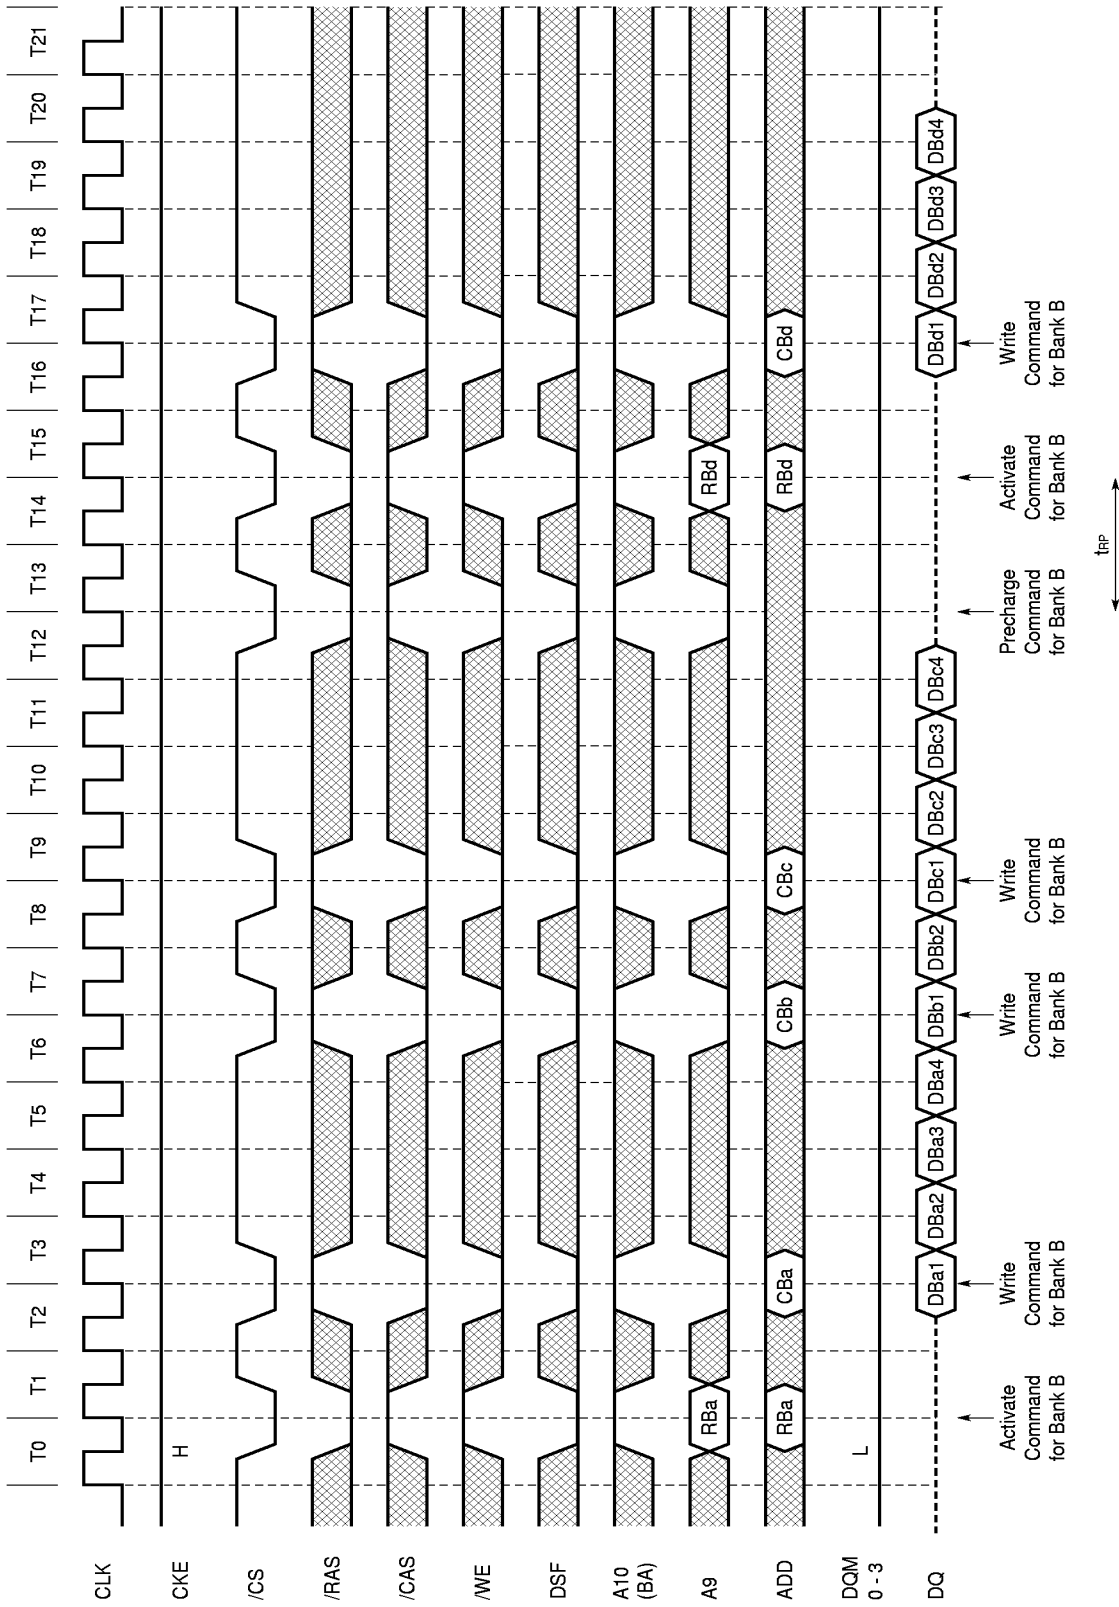 T0 T1 T2 T3 T4 T5 T6 T7 T8 T9 T10 T11 T12 T13 T14 T15 T16 T17 T18 T19 T20 T21
CLK
CKE H
/CS
/RAS
/CAS
/WE
DSF
A10
(BA)
A9 RBa RBd
ADD RBa CBa CBb CBc RBd CBd
DQM
0 - 3
L
DQ DBa1 DBa2 DBa3 DBa4 DBb1 DBb2 DBc1 DBc2 DBc3 DBc4 DBd1 DBd2 DBd3 DBd4
Activate
Command
for Bank B
Write
Command
for Bank B
Write
Command
for Bank B
Write
Command
for Bank B
Precharge
Command
for Bank B
Activate
Command
for Bank B
Write
Command
for Bank B
tRP